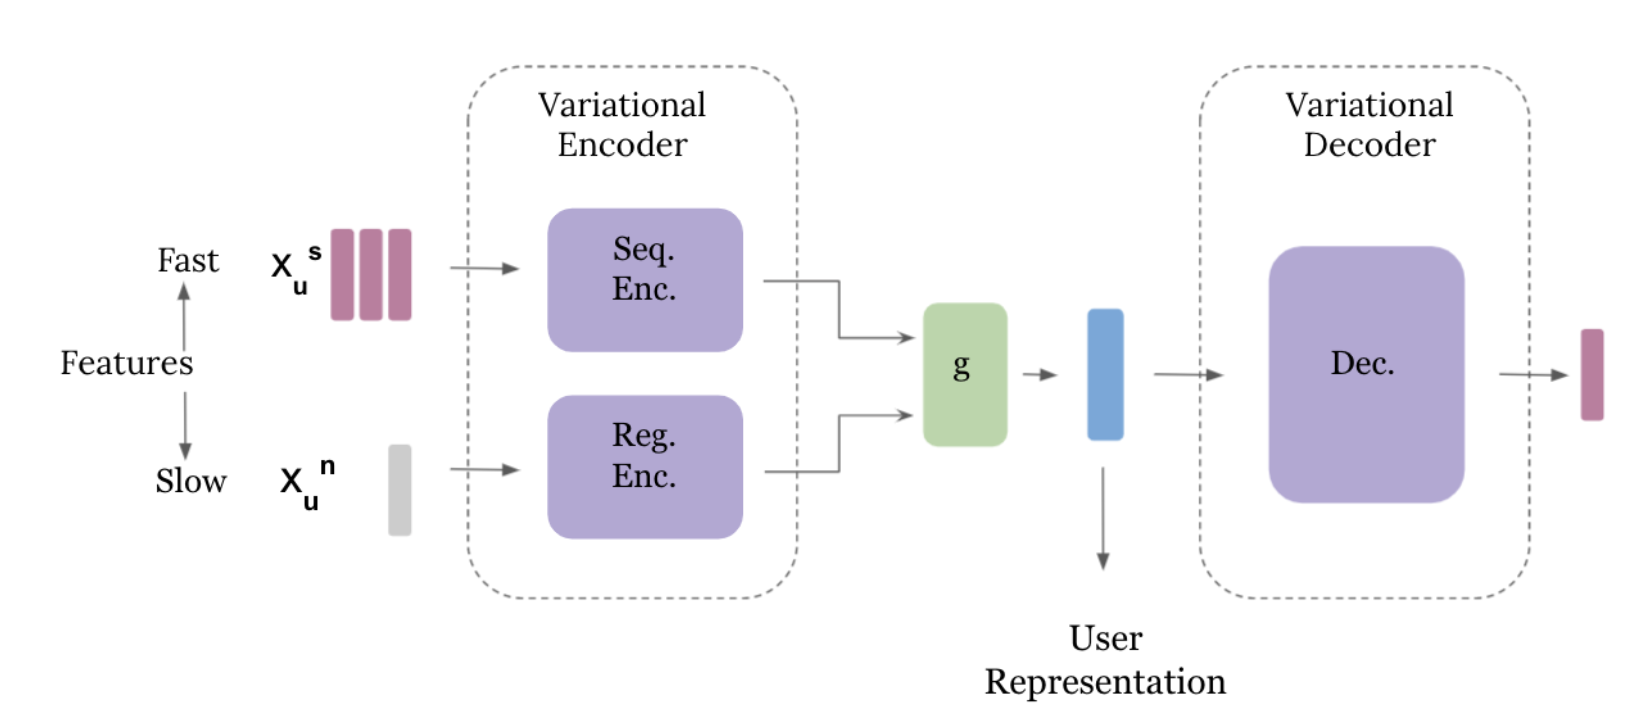 Variational
Encoder
Variational
Decoder
Fast
X_u^s
Seq.
Enc.
Features
g
Dec.
Reg.
Enc.
Slow
X_u^n
User
Representation